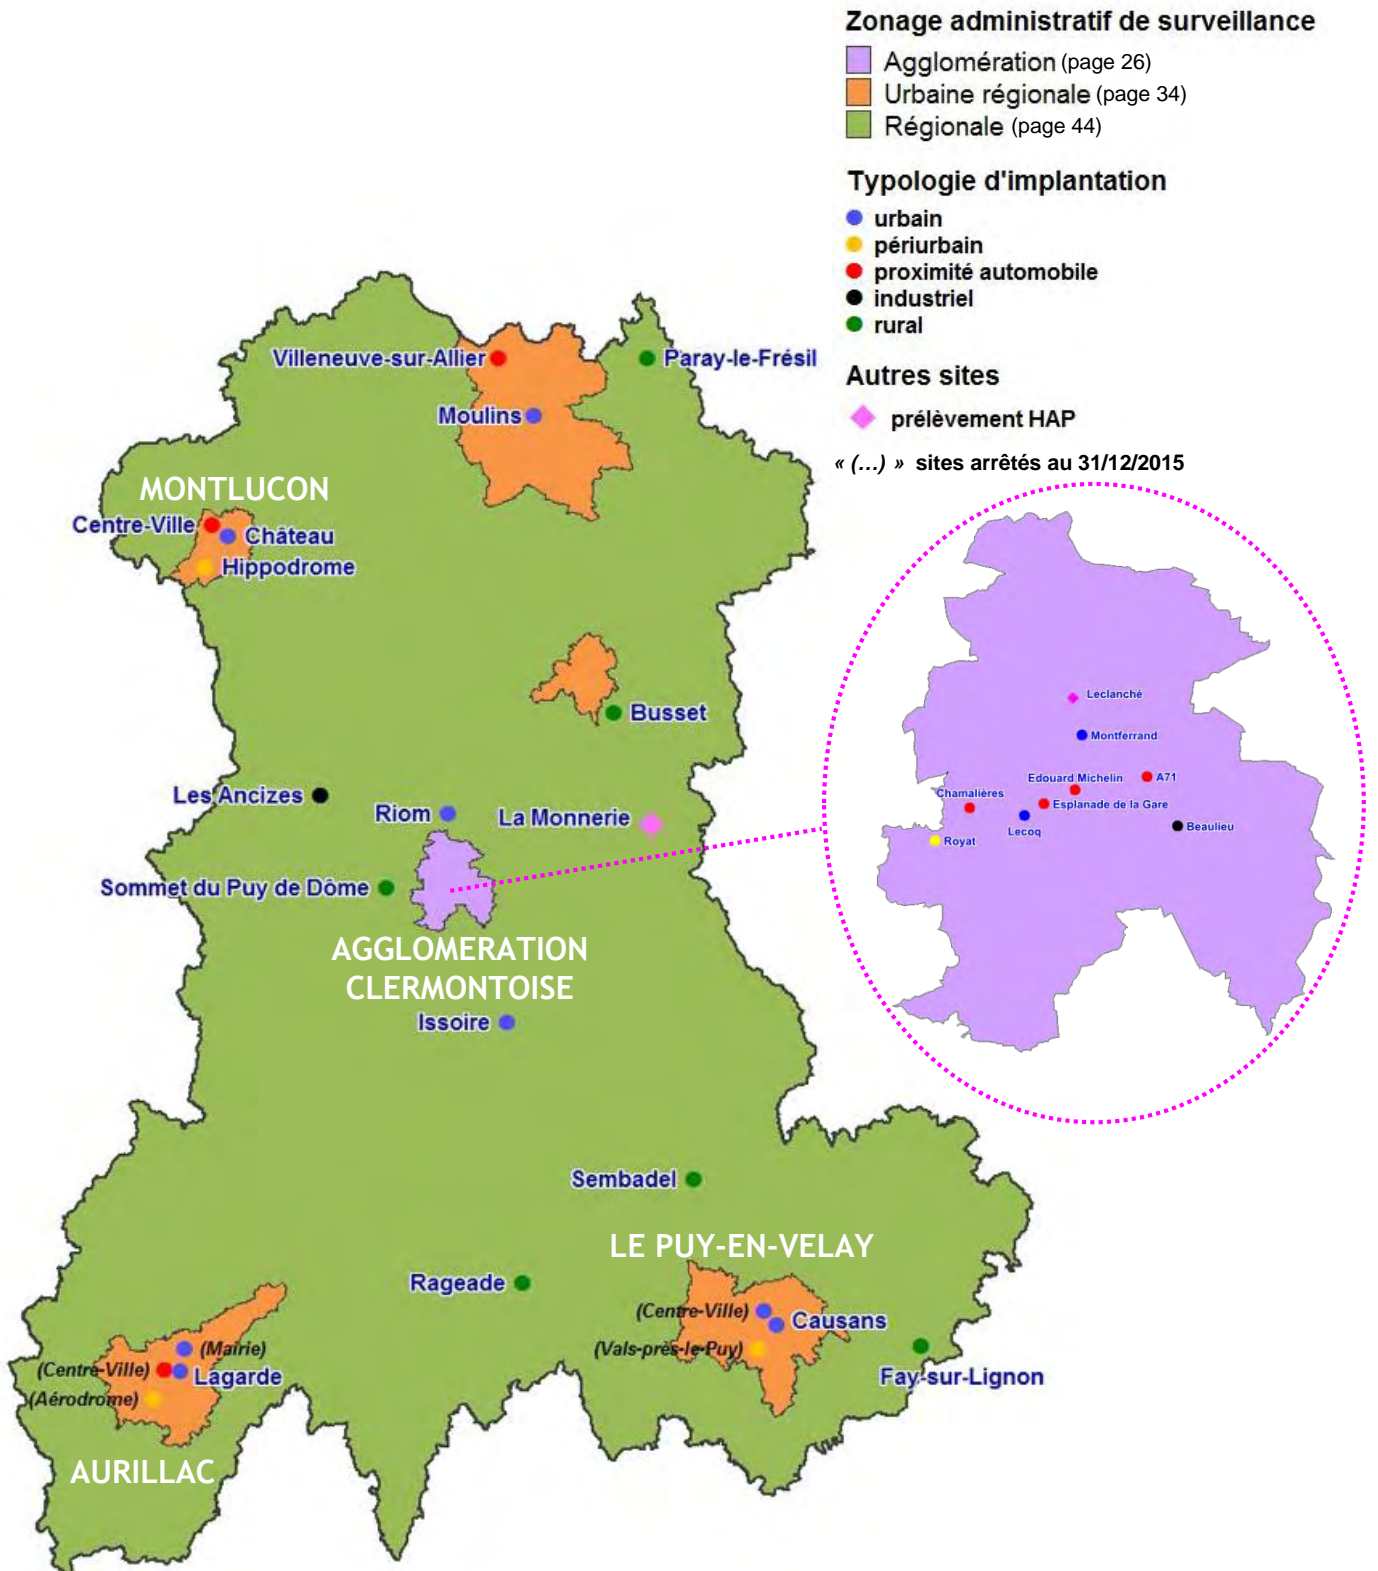 Zonage administratif de surveillance
Agglomération (page 26)
Urbaine régionale (page 34)
Régionale (page 44)
Typologie d'implantation
urbain
périurbain
proximité automobile
industriel
rural
Autres sites
prélèvement HAP
« (...) » sites arrêtés au 31/12/2015
Villeneuve-sur-Allier
Paray-le-Frésil
Moulins
MONTLUCON
Centre-Ville
Château
Hippodrome
Busset
Les Ancizes
Riom
La Monnerie
Sommet du Puy de Dôme
AGGLOMERATION
CLERMONTOISE
Issoire
Leclanché
Montferrand
Edouard Michelin
A71
Chamalières
Esplanade de la Gare
Lecoq
Beaulieu
Royat
Sembadel
LE PUY-EN-VELAY
Rageade
(Centre-Ville)
Causans
(Vals-près-le-Puy)
Fay-sur-Lignon
(Mairie)
(Centre-Ville)
Lagarde
(Aérodrome)
AURILLAC